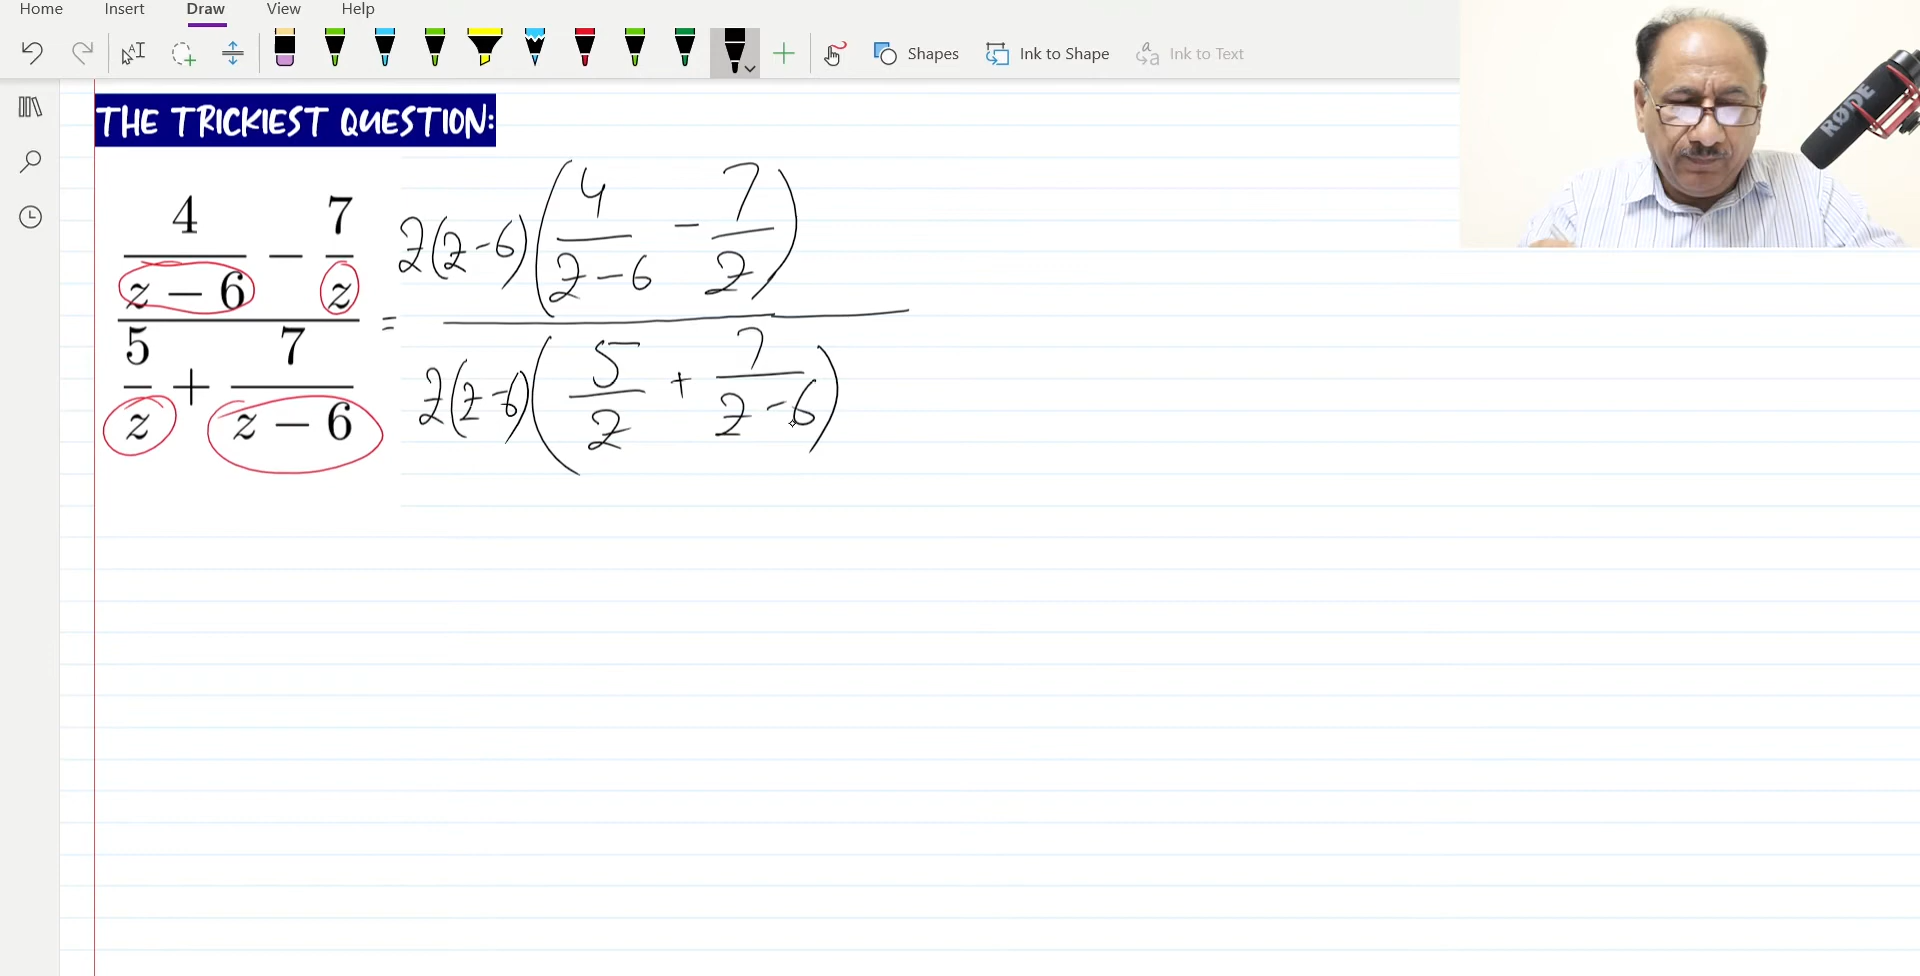 Home Insert Draw View Help
Shapes Ink to Shape Ink to Text
THE TRICKIEST QUESTION:
4 7 z(z-6)(4 7)
z − 6 − z z-6 - z
=
5 7 z(z-6)(5 7)
z + z − 6 z + z-6
RØDE